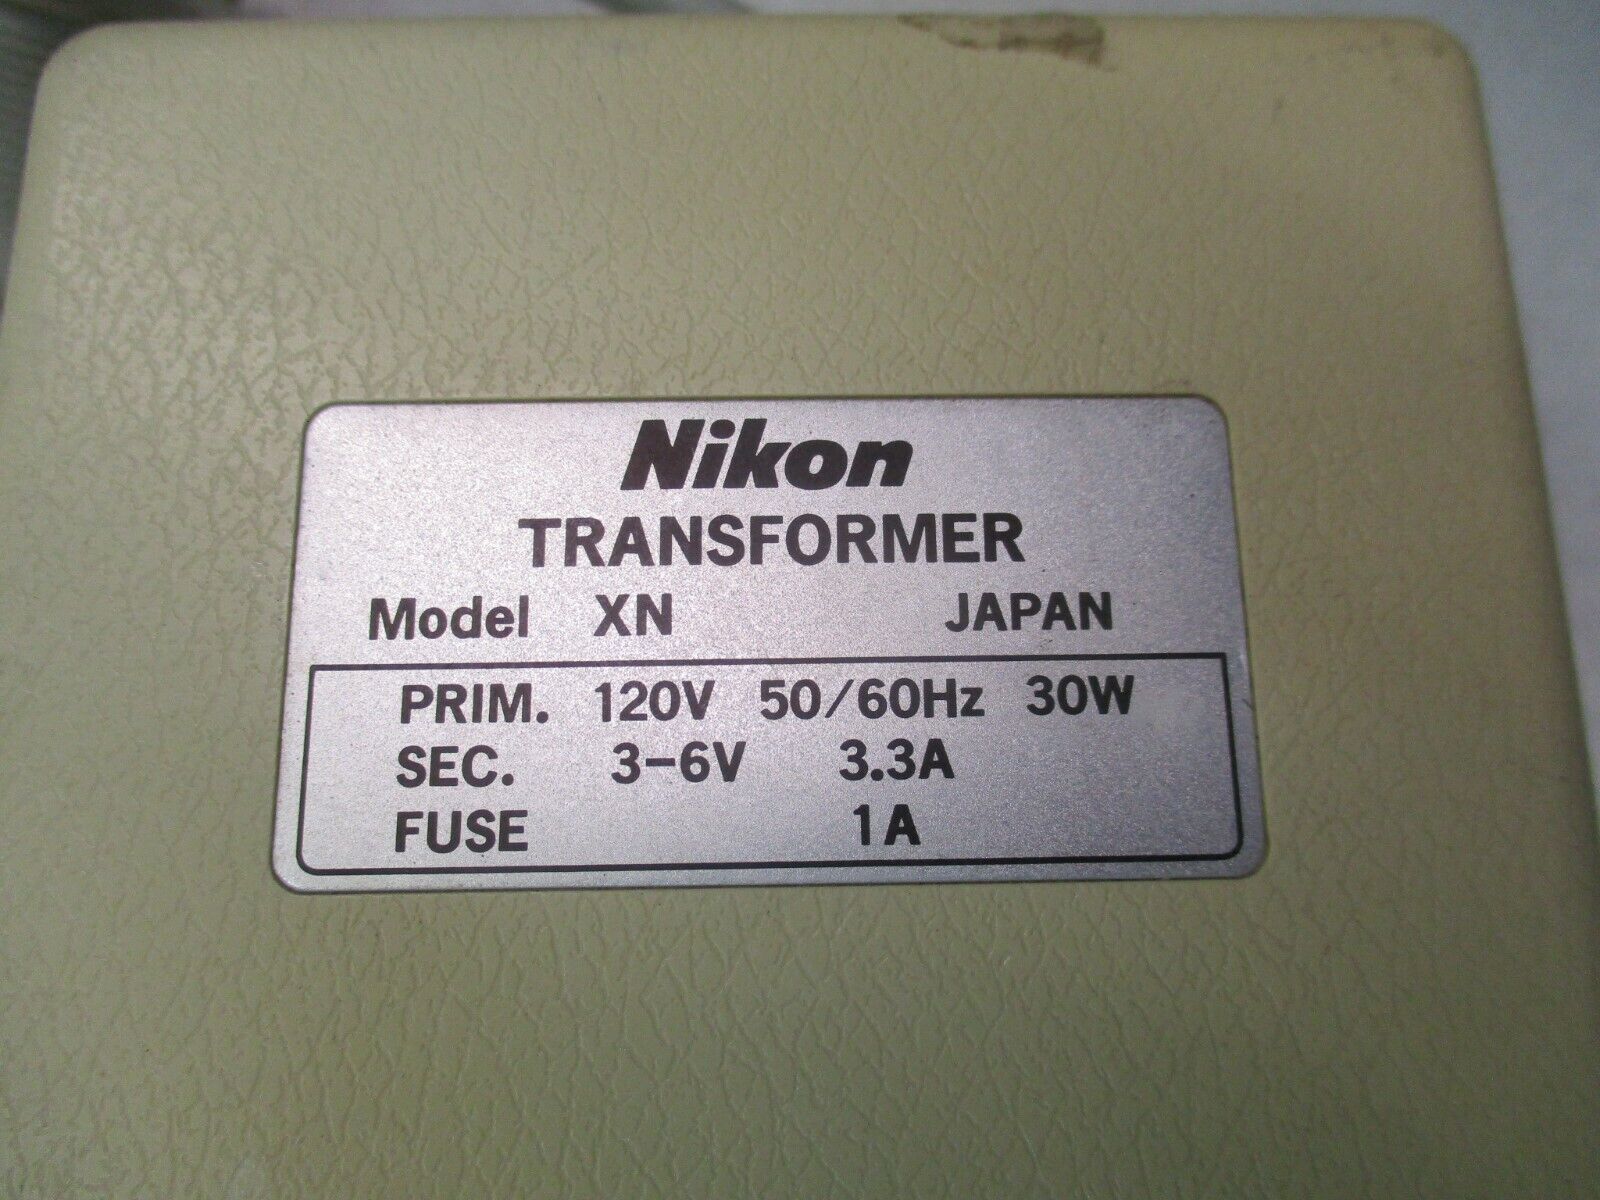 Nikon
TRANSFORMER
Model XN JAPAN
PRIM. 120V 50/60Hz 30W
SEC. 3-6V 3.3A
FUSE 1A